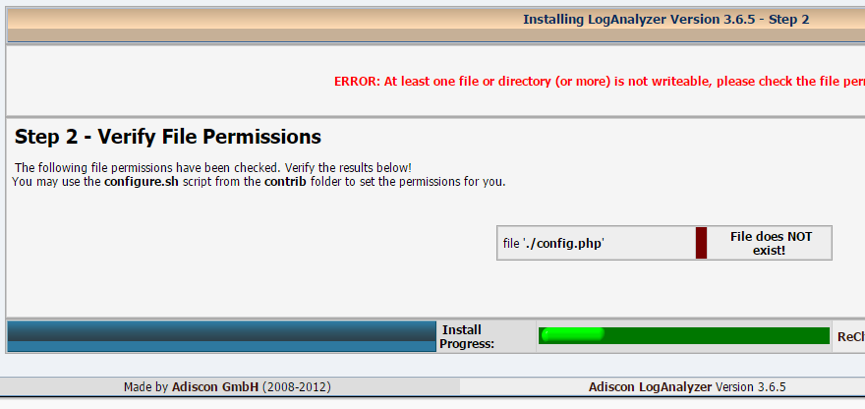 Installing LogAnalyzer Version 3.6.5 - Step 2
ERROR: At least one file or directory (or more) is not writeable, please check the file
Step 2 - Verify File Permissions
The following file permissions have been checked. Verify the results below!
You may use the configure.sh script from the contrib folder to set the permissions for you.
file './config.php'
File does NOT
exist!
Install
Progress:
Made by Adiscon GmbH (2008-2012)
Adiscon LogAnalyzer Version 3.6.5